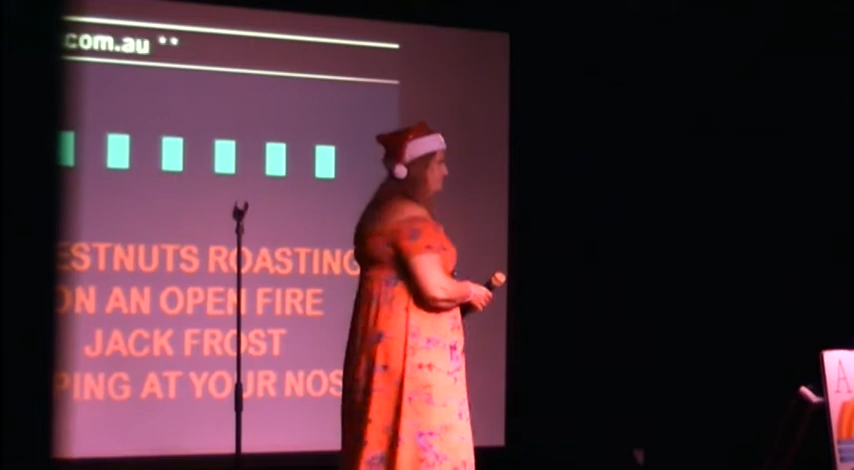 .com.au **
ESTNUTS ROASTING
ON AN OPEN FIRE
JACK FROST
PING AT YOUR NOS
A